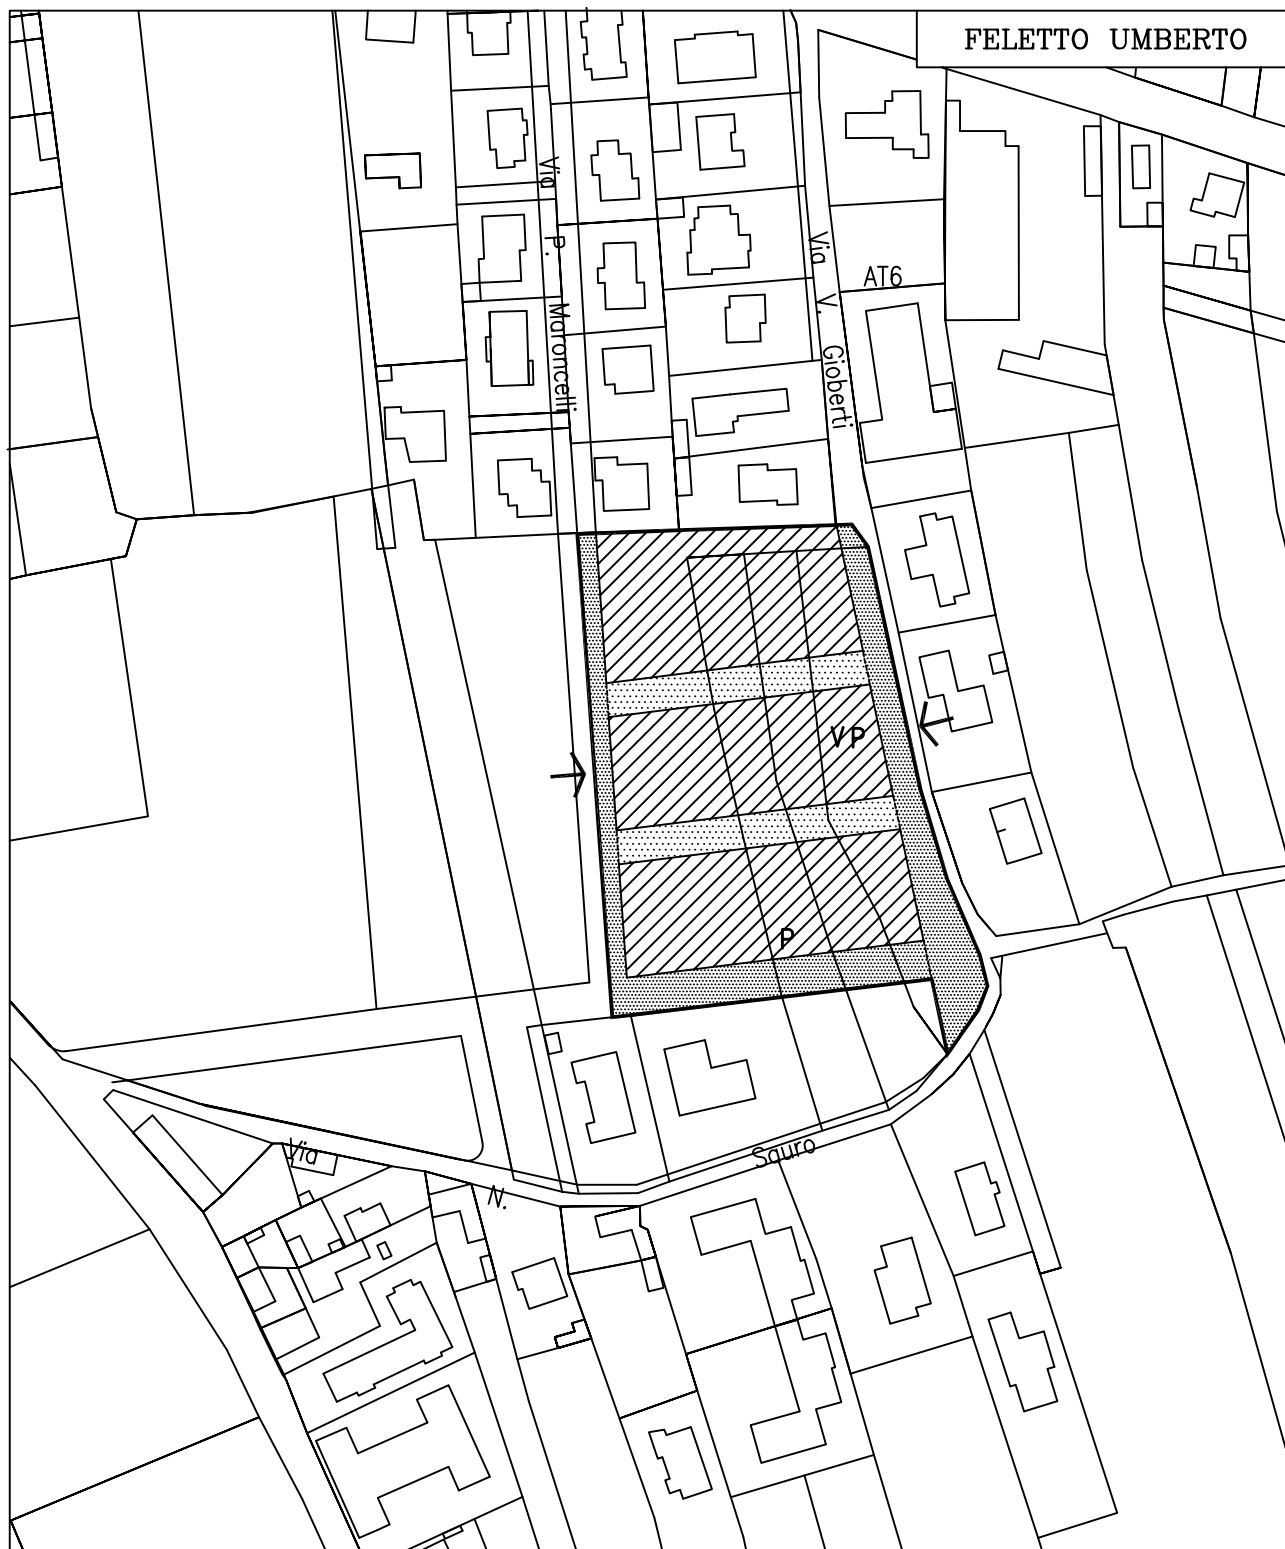 FELETTO UMBERTO
Via P. Maroncelli
Via V. Gioberti
AT6
VP
P
Via N. Sauro